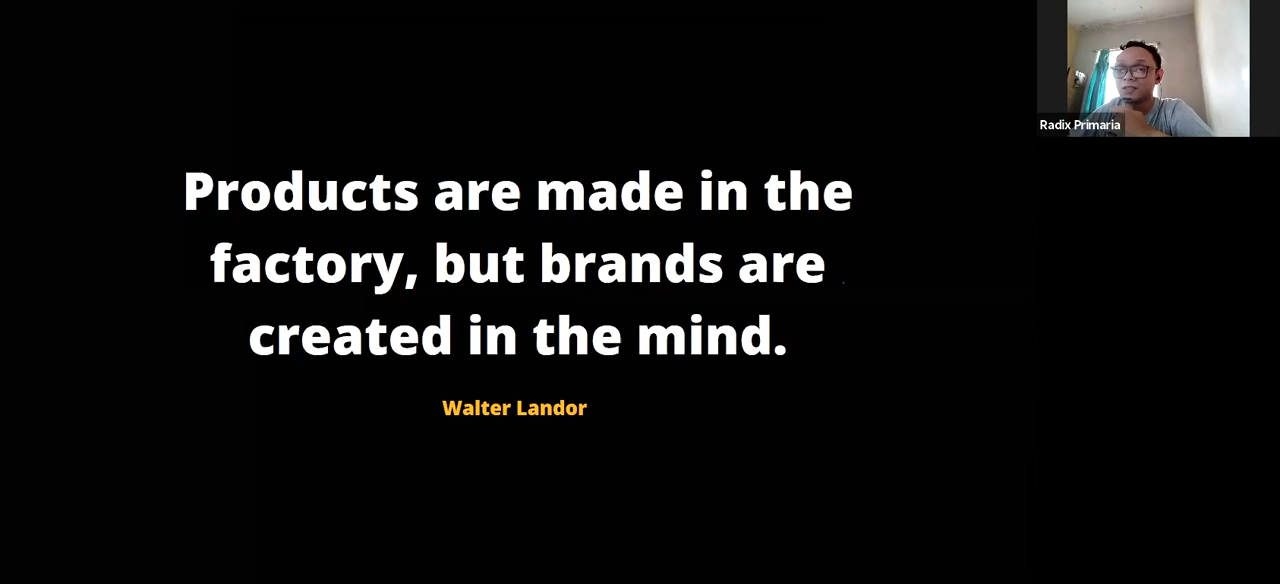 Products are made in the
factory, but brands are
created in the mind.
Walter Landor
Radix Primaria